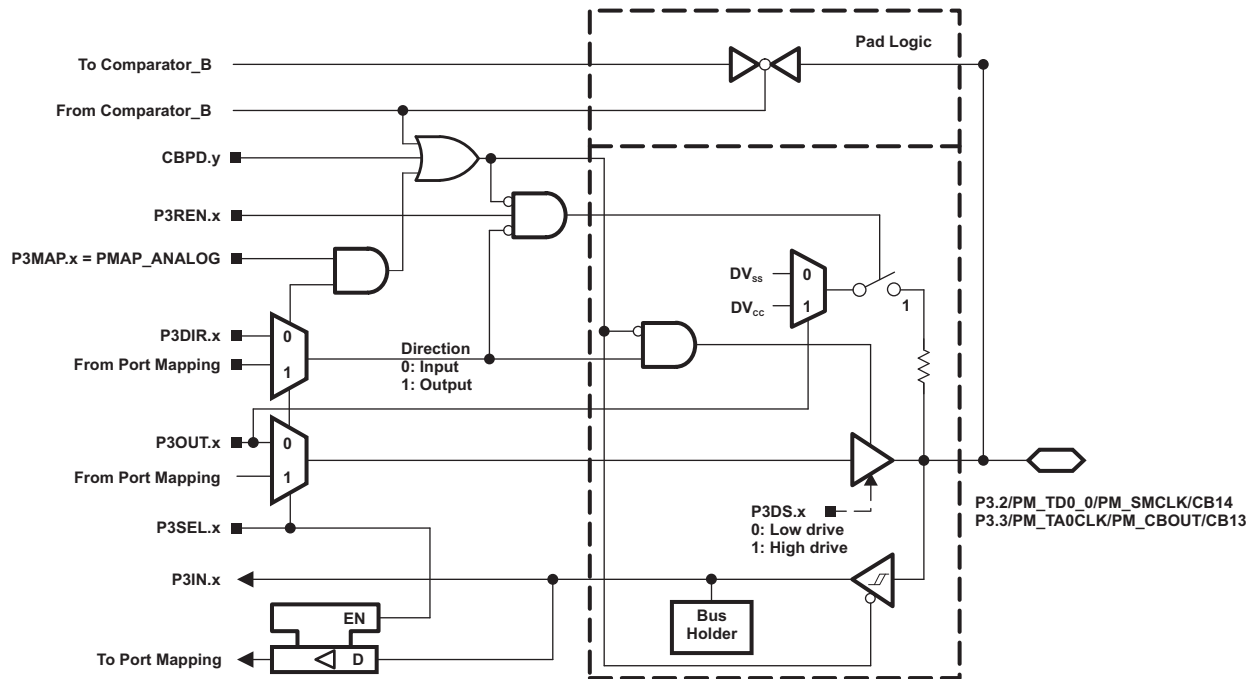 Pad Logic
To Comparator_B
From Comparator_B
CBPD.y
P3REN.x
P3MAP.x = PMAP_ANALOG
DVSS
0
DVCC
1
1
P3DIR.x
0
From Port Mapping
1
Direction
0: Input
1: Output
P3OUT.x
0
From Port Mapping
1
P3DS.x
0: Low drive
1: High drive
P3.2/PM_TD0_0/PM_SMCLK/CB14
P3.3/PM_TA0CLK/PM_CBOUT/CB13
P3SEL.x
P3IN.x
EN
Bus
Holder
To Port Mapping
D